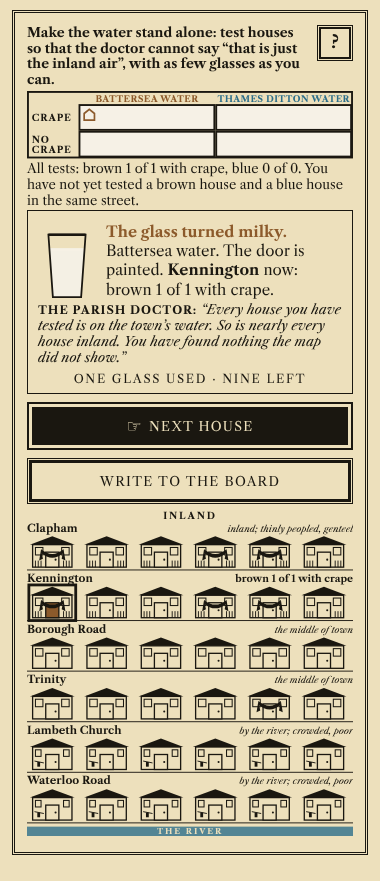 Make the water stand alone: test houses
so that the doctor cannot say “that is just
the inland air”, with as few glasses as you
can.
?
BATTERSEA WATER THAMES DITTON WATER
CRAPE
NO
CRAPE
All tests: brown 1 of 1 with crape, blue 0 of 0. You
have not yet tested a brown house and a blue house
in the same street.
The glass turned milky.
Battersea water. The door is
painted. Kennington now:
brown 1 of 1 with crape.
THE PARISH DOCTOR: “Every house you have
tested is on the town’s water. So is nearly every
house inland. You have found nothing the map
did not show.”
ONE GLASS USED · NINE LEFT
☞ NEXT HOUSE
WRITE TO THE BOARD
INLAND
Clapham inland; thinly peopled, genteel
Kennington brown 1 of 1 with crape
Borough Road the middle of town
Trinity the middle of town
Lambeth Church by the river; crowded, poor
Waterloo Road by the river; crowded, poor
THE RIVER